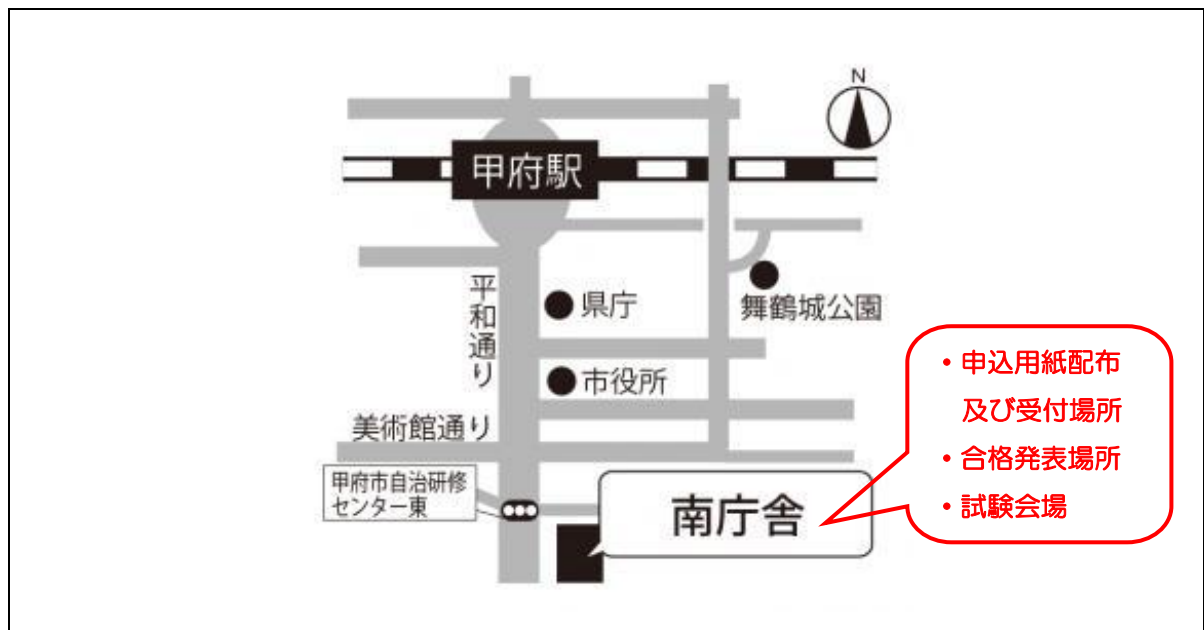 N
甲府駅
平和通り
県庁
舞鶴城公園
市役所
美術館通り
甲府市自治研修
センター東
南庁舎
・申込用紙配布
及び受付場所
・合格発表場所
・試験会場